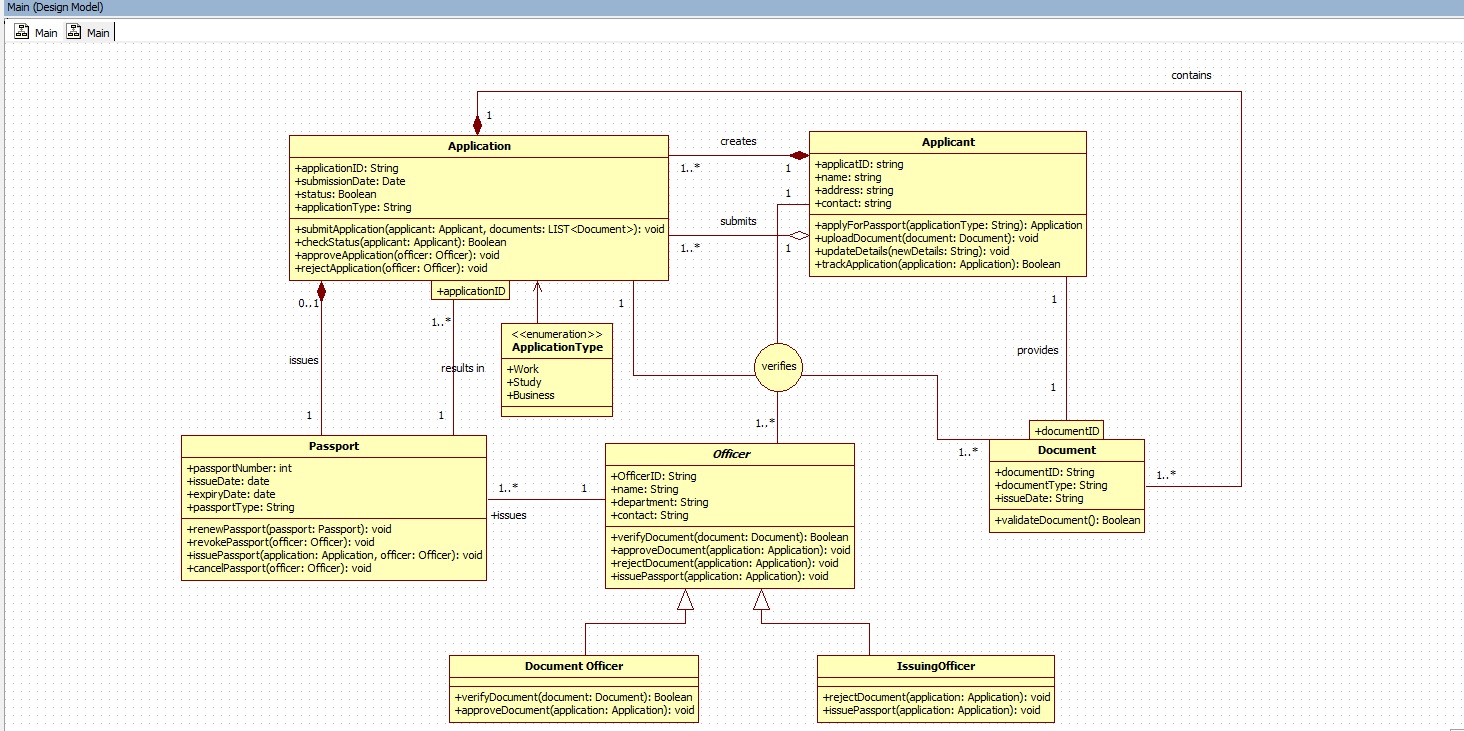 Main (Design Model)
Main
Main
contains
1
Application
+applicationID: String
+submissionDate: Date
+status: Boolean
+applicationType: String
+submitApplication(applicant: Applicant, documents: LIST<Document>): void
+checkStatus(applicant: Applicant): Boolean
+approveApplication(officer: Officer): void
+rejectApplication(officer: Officer): void
creates
1..*
1
1
submits
1..*
1
Applicant
+applicatID: string
+name: string
+address: string
+contact: string
+applyForPassport(applicationType: String): Application
+uploadDocument(document: Document): void
+updateDetails(newDetails: String): void
+trackApplication(application: Application): Boolean
+applicationID
0..1
1..*
1
1
issues
results in
provides
<<enumeration>>
ApplicationType
+Work
+Study
+Business
verifies
1
1
1
1..*
1..*
1..*
+documentID
Passport
+passportNumber: int
+issueDate: date
+expiryDate: date
+passportType: String
+renewPassport(passport: Passport): void
+revokePassport(officer: Officer): void
+issuePassport(application: Application, officer: Officer): void
+cancelPassport(officer: Officer): void
1..*
1
+issues
Officer
+OfficerID: String
+name: String
+department: String
+contact: String
+verifyDocument(document: Document): Boolean
+approveDocument(application: Application): void
+rejectDocument(application: Application): void
+issuePassport(application: Application): void
Document
+documentID: String
+documentType: String
+issueDate: String
+validateDocument(): Boolean
Document Officer
+verifyDocument(document: Document): Boolean
+approveDocument(application: Application): void
IssuingOfficer
+rejectDocument(application: Application): void
+issuePassport(application: Application): void